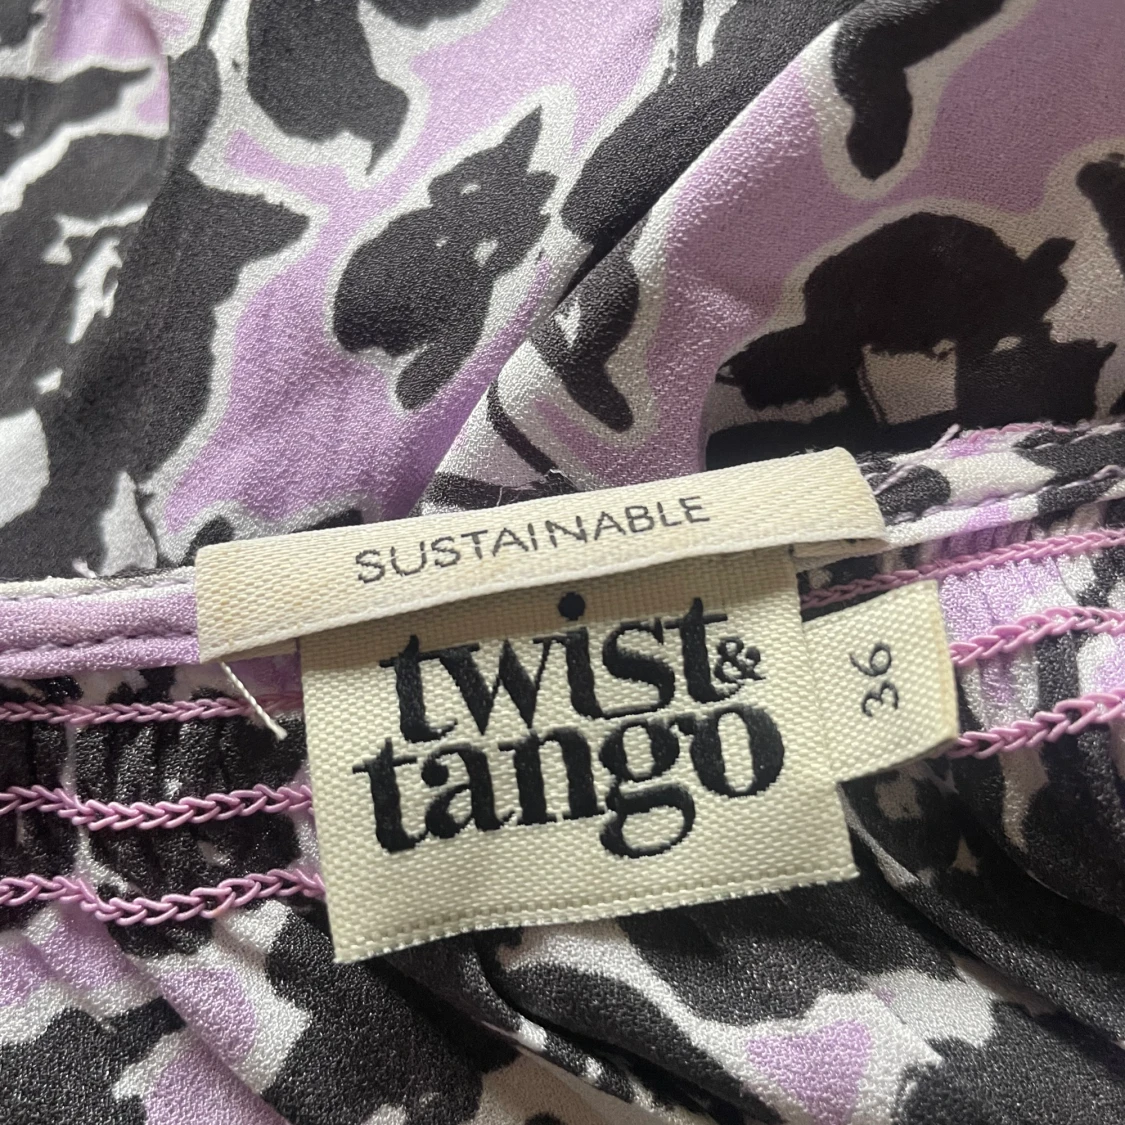 SUSTAINABLE
twist &
tango
36